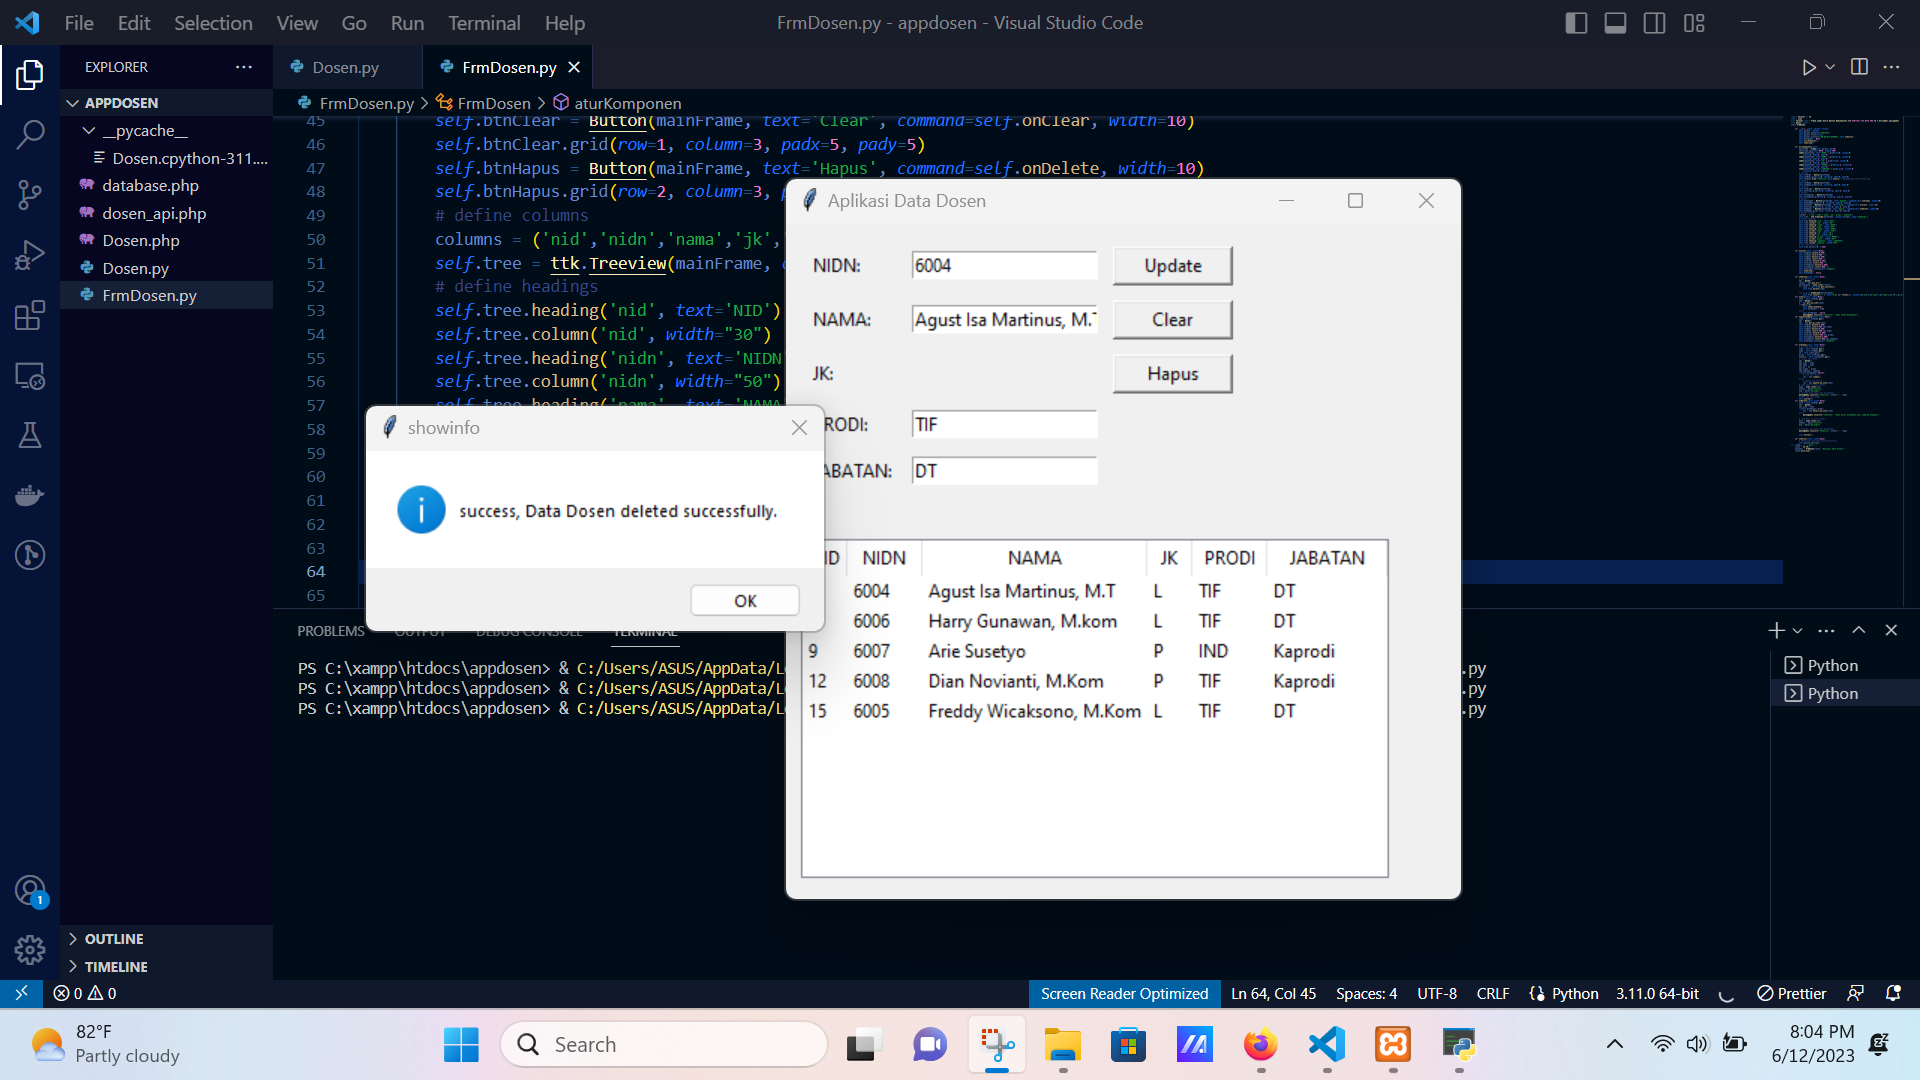 File Edit Selection View Go Run Terminal Help
FrmDosen.py - appdosen - Visual Studio Code
EXPLORER
APPDOSEN
__pycache__
Dosen.cpython-311....
database.php
dosen_api.php
Dosen.php
Dosen.py
FrmDosen.py
OUTLINE
TIMELINE
Dosen.py
FrmDosen.py
FrmDosen.py > FrmDosen > aturKomponen
45 self.btnClear = Button(mainFrame, text='Clear', command=self.onClear, width=10)
46 self.btnClear.grid(row=1, column=3, padx=5, pady=5)
47 self.btnHapus = Button(mainFrame, text='Hapus', command=self.onDelete, width=10)
48 self.btnHapus.grid(row=2, column=3,
49 # define columns
50 columns = ('nid','nidn','nama','jk',
51 self.tree = ttk.Treeview(mainFrame,
52 # define headings
53 self.tree.heading('nid', text='NID')
54 self.tree.column('nid', width="30")
55 self.tree.heading('nidn', text='NIDN
56 self.tree.column('nidn', width="50")
57 self.tree.heading('nama', text='NAMA
58
59
60
61
62
63
64
65
Aplikasi Data Dosen
NIDN: 6004 Update
NAMA: Agust Isa Martinus, M. Clear
JK: Hapus
RODI: TIF
ABATAN: DT
ID NIDN NAMA JK PRODI JABATAN
6004 Agust Isa Martinus, M.T L TIF DT
6006 Harry Gunawan, M.kom L TIF DT
9 6007 Arie Susetyo P IND Kaprodi
12 6008 Dian Novianti, M.Kom P TIF Kaprodi
15 6005 Freddy Wicaksono, M.Kom L TIF DT
showinfo
success, Data Dosen deleted successfully.
OK
PROBLEMS OUTPUT DEBUG CONSOLE TERMINAL
PS C:\xampp\htdocs\appdosen> & C:/Users/ASUS/AppData/L .py
PS C:\xampp\htdocs\appdosen> & C:/Users/ASUS/AppData/L .py
PS C:\xampp\htdocs\appdosen> & C:/Users/ASUS/AppData/L .py
Python
Python
1
0 0
Screen Reader Optimized Ln 64, Col 45 Spaces: 4 UTF-8 CRLF Python 3.11.0 64-bit Prettier
82°F
Partly cloudy
Search
8:04 PM
6/12/2023